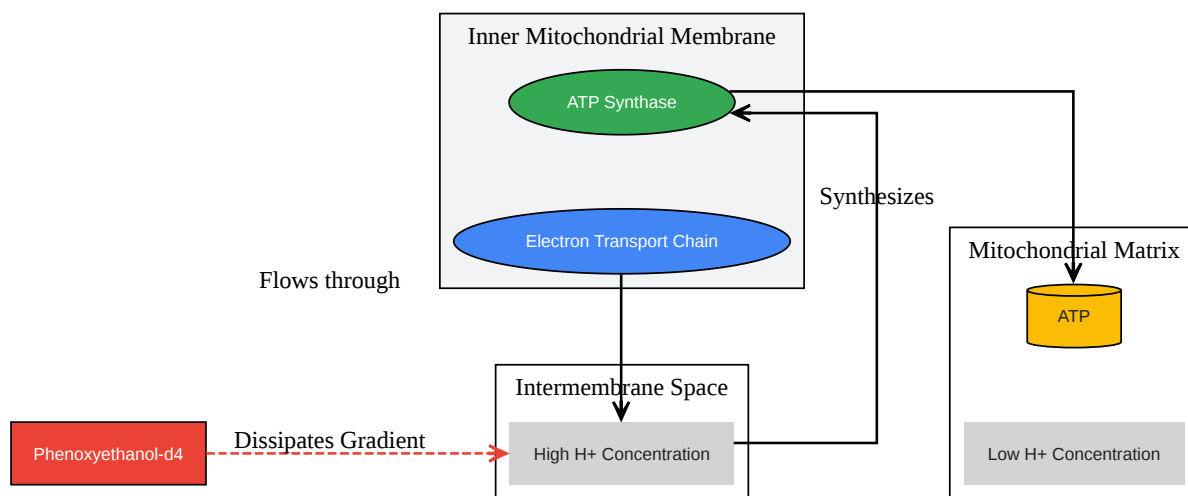 Inner Mitochondrial Membrane
ATP Synthase
Synthesizes
Electron Transport Chain
Mitochondrial Matrix
Flows through
ATP
Intermembrane Space
Phenoxyethanol-d4
Dissipates Gradient
High H+ Concentration
Low H+ Concentration